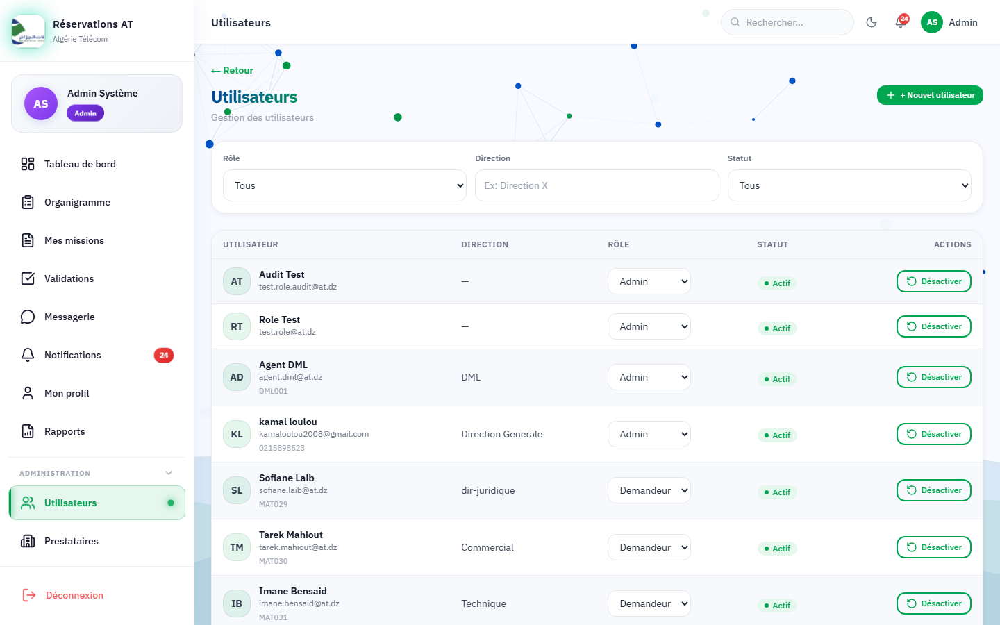 Réservations AT
Algérie Télécom
AS
Admin Système
Admin
Tableau de bord
Organigramme
Mes missions
Validations
Messagerie
Notifications
24
Mon profil
Rapports
ADMINISTRATION
Utilisateurs
Prestataires
Déconnexion
Utilisateurs
Rechercher...
24
AS
Admin
← Retour
Utilisateurs
Gestion des utilisateurs
+ Nouvel utilisateur
Rôle
Direction
Statut
Tous
Ex: Direction X
Tous
UTILISATEUR
DIRECTION
RÔLE
STATUT
ACTIONS
AT
Audit Test
test.role.audit@at.dz
—
Admin
Actif
Désactiver
RT
Role Test
test.role@at.dz
—
Admin
Actif
Désactiver
AD
Agent DML
agent.dml@at.dz
DML001
DML
Admin
Actif
Désactiver
KL
kamal loulou
kamaloulou2008@gmail.com
0215898523
Direction Generale
Admin
Actif
Désactiver
SL
Sofiane Laib
sofiane.laib@at.dz
MAT029
dir-juridique
Demandeur
Actif
Désactiver
TM
Tarek Mahiout
tarek.mahiout@at.dz
MAT030
Commercial
Demandeur
Actif
Désactiver
IB
Imane Bensaid
imane.bensaid@at.dz
MAT031
Technique
Demandeur
Actif
Désactiver